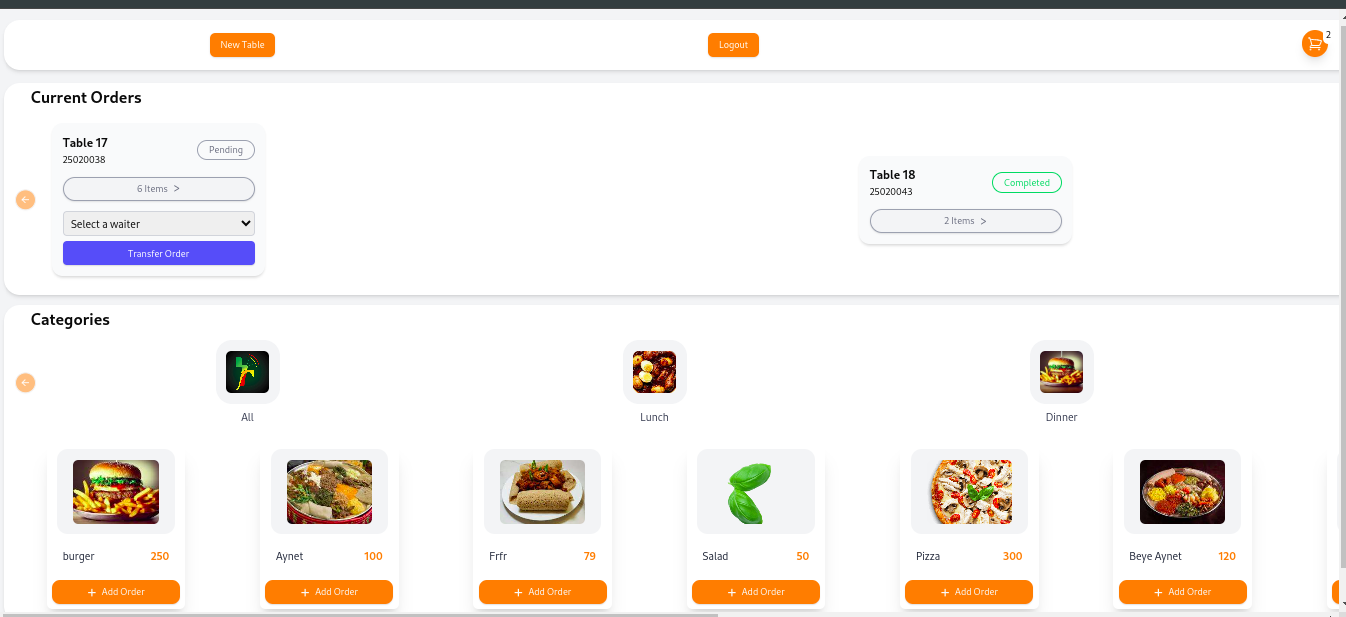 New Table
Logout
2
Current Orders
Table 17
25020038
Pending
6 Items >
Select a waiter
Transfer Order
Table 18
25020043
Completed
2 Items >
Categories
All
Lunch
Dinner
burger 250
+ Add Order
Aynet 100
+ Add Order
Frfr 79
+ Add Order
Salad 50
+ Add Order
Pizza 300
+ Add Order
Beye Aynet 120
+ Add Order